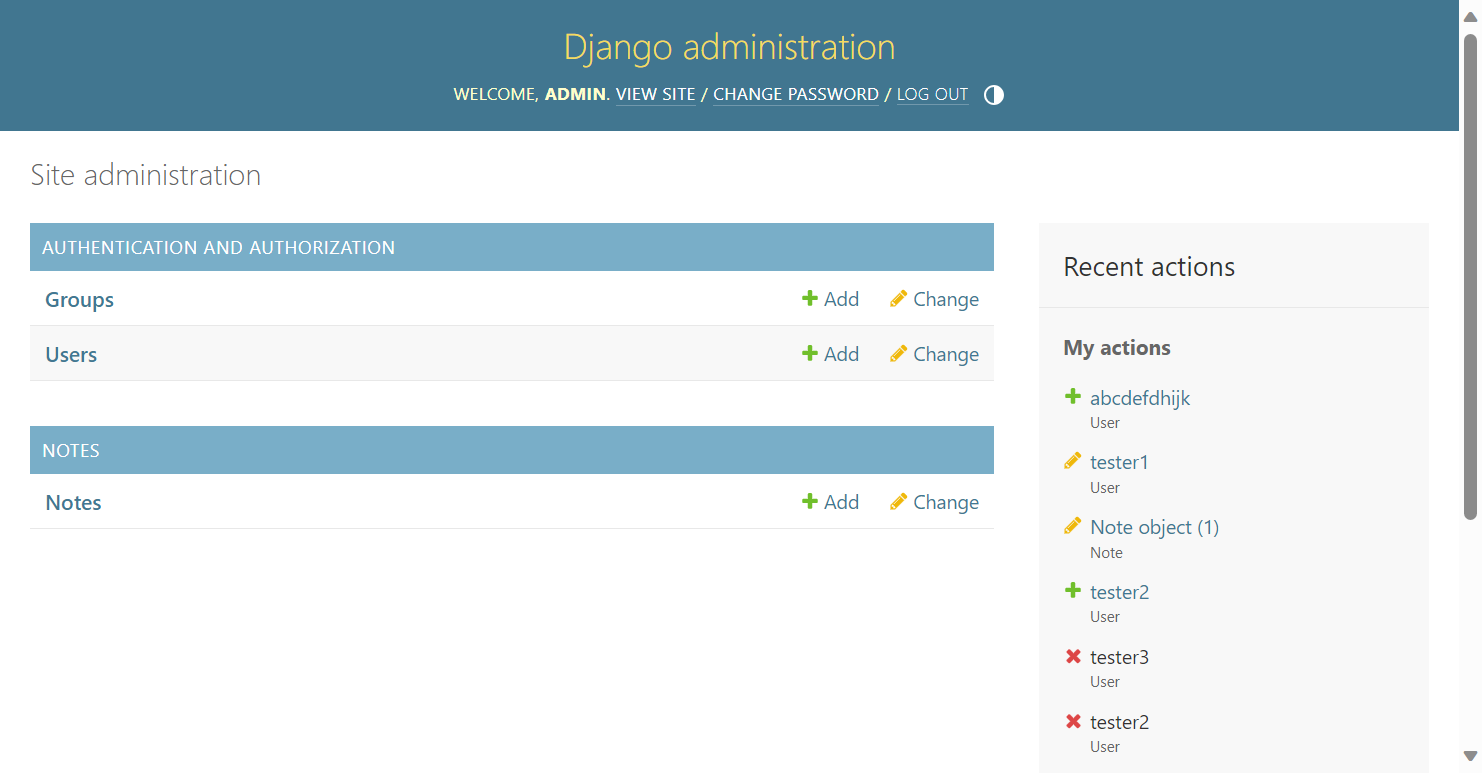 Django administration
WELCOME, ADMIN. VIEW SITE / CHANGE PASSWORD / LOG OUT
Site administration
AUTHENTICATION AND AUTHORIZATION
Groups Add Change
Users Add Change
NOTES
Notes Add Change
Recent actions
My actions
abcdefdhijk
User
tester1
User
Note object (1)
Note
tester2
User
tester3
User
tester2
User